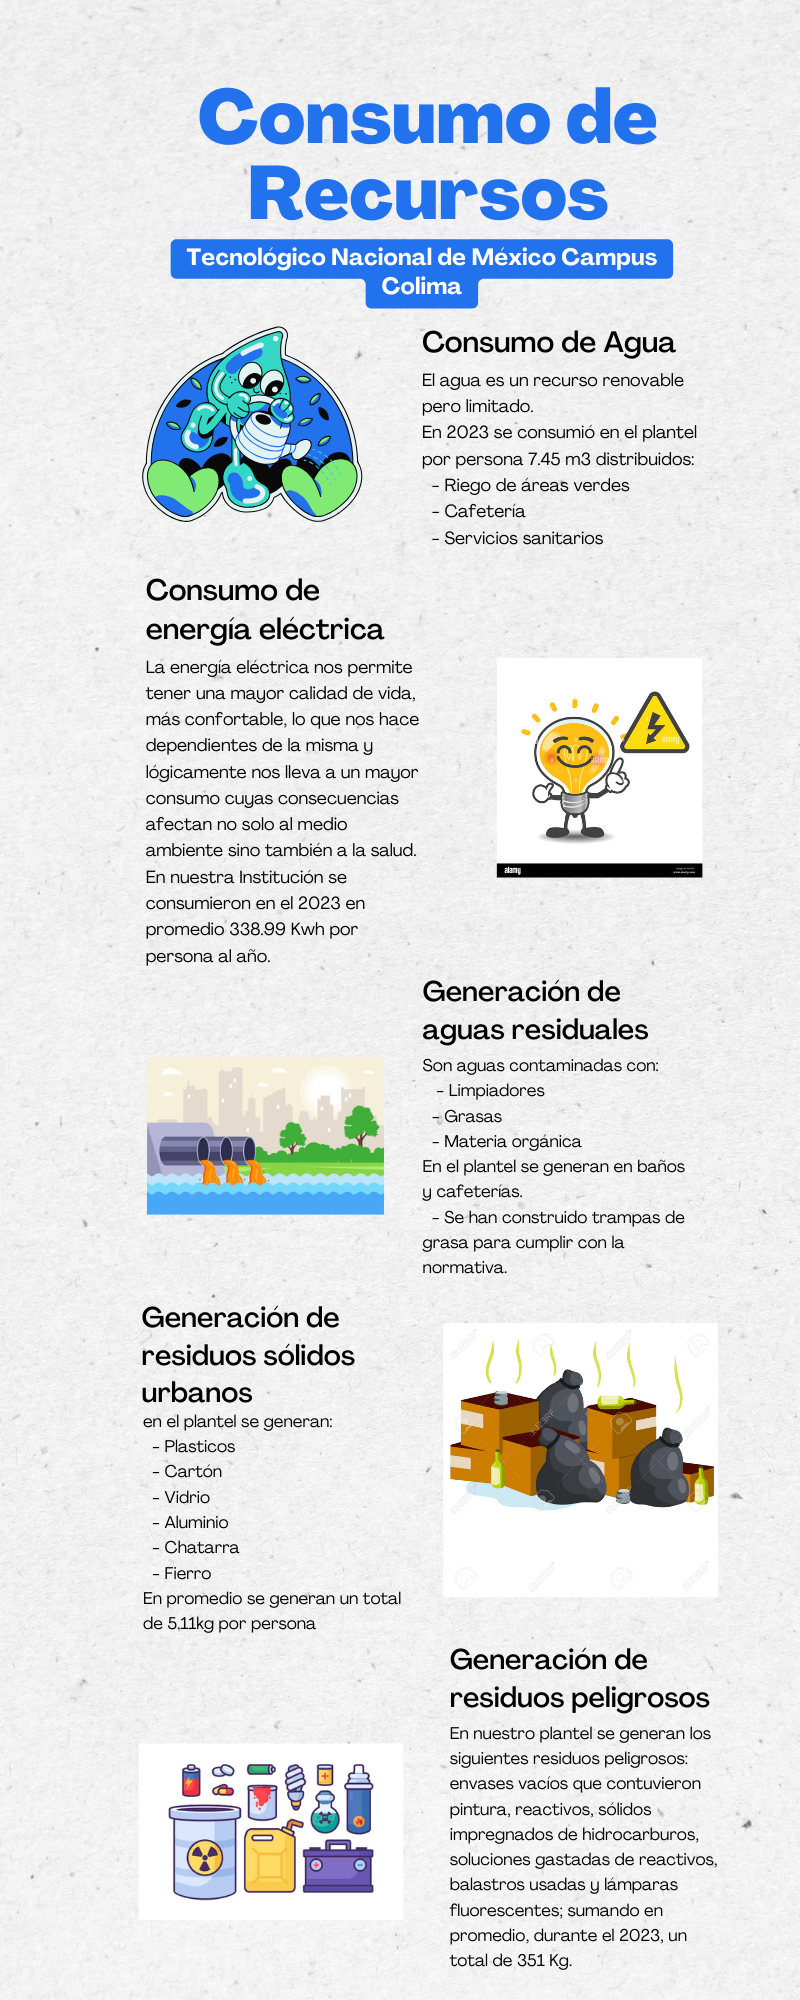 Consumo de
Recursos
Tecnológico Nacional de México Campus
Colima
Consumo de Agua
El agua es un recurso renovable
pero limitado.
En 2023 se consumió en el plantel
por persona 7.45 m3 distribuidos:
- Riego de áreas verdes
- Cafetería
- Servicios sanitarios
Consumo de
energía eléctrica
La energía eléctrica nos permite
tener una mayor calidad de vida,
más confortable, lo que nos hace
dependientes de la misma y
lógicamente nos lleva a un mayor
consumo cuyas consecuencias
afectan no solo al medio
ambiente sino también a la salud.
En nuestra Institución se
consumieron en el 2023 en
promedio 338.99 Kwh por
persona al año.
alamy
Generación de
aguas residuales
Son aguas contaminadas con:
- Limpiadores
- Grasas
- Materia orgánica
En el plantel se generan en baños
y cafeterías.
- Se han construido trampas de
grasa para cumplir con la
normativa.
Generación de
residuos sólidos
urbanos
en el plantel se generan:
- Plasticos
- Cartón
- Vidrio
- Aluminio
- Chatarra
- Fierro
En promedio se generan un total
de 5,11kg por persona
Generación de
residuos peligrosos
En nuestro plantel se generan los
siguientes residuos peligrosos:
envases vacíos que contuvieron
pintura, reactivos, sólidos
impregnados de hidrocarburos,
soluciones gastadas de reactivos,
balastros usadas y lámparas
fluorescentes; sumando en
promedio, durante el 2023, un
total de 351 Kg.